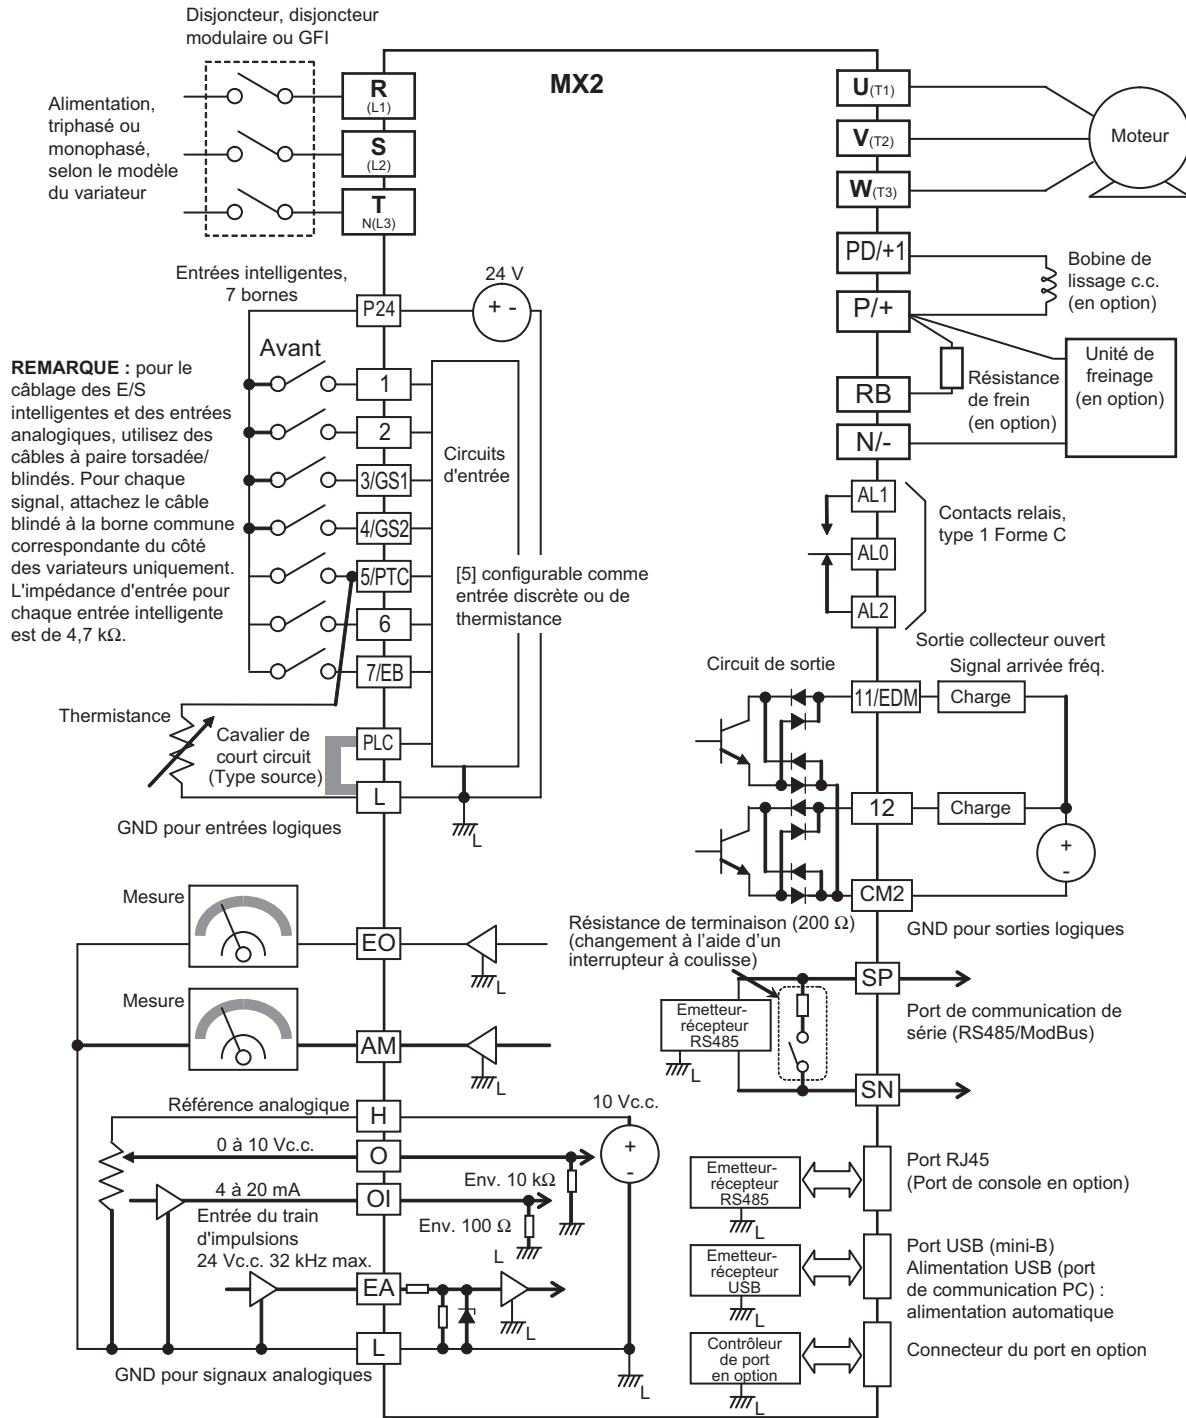 Disjoncteur, disjoncteur
modulaire ou GFI
MX2
R
(L1)
S
(L2)
T
N(L3)
Alimentation,
triphasé ou
monophasé,
selon le modèle
du variateur
U(T1)
V(T2)
W(T3)
Moteur
PD/+1
P/+
RB
N/-
Bobine de
lissage c.c.
(en option)
Résistance
de frein
(en option)
Unité de
freinage
(en option)
Entrées intelligentes,
7 bornes
24 V
+ -
P24
Avant
1
2
3/GS1
4/GS2
5/PTC
6
7/EB
PLC
L
Circuits
d'entrée
[5] configurable comme
entrée discrète ou de
thermistance
REMARQUE : pour le
câblage des E/S
intelligentes et des entrées
analogiques, utilisez des
câbles à paire torsadée/
blindés. Pour chaque
signal, attachez le câble
blindé à la borne commune
correspondante du côté
des variateurs uniquement.
L'impédance d'entrée pour
chaque entrée intelligente
est de 4,7 kΩ.
Thermistance
Cavalier de
court circuit
(Type source)
GND pour entrées logiques
L
AL1
AL0
AL2
Contacts relais,
type 1 Forme C
Sortie collecteur ouvert
Signal arrivée fréq.
Circuit de sortie
11/EDM
Charge
12
Charge
+
-
CM2
GND pour sorties logiques
Mesure
EO
L
Mesure
AM
L
Résistance de terminaison (200 Ω)
(changement à l'aide d'un
interrupteur à coulisse)
SP
Emetteur-
récepteur
RS485
L
Port de communication de
série (RS485/ModBus)
SN
Référence analogique
H
10 Vc.c.
+
-
0 à 10 Vc.c.
O
Env. 10 kΩ
4 à 20 mA
OI
Env. 100 Ω
Entrée du train
d'impulsions
24 Vc.c. 32 kHz max.
L
EA
L
L
GND pour signaux analogiques
L
Emetteur-
récepteur
RS485
L
Port RJ45
(Port de console en option)
Emetteur-
récepteur
USB
L
Port USB (mini-B)
Alimentation USB (port
de communication PC) :
alimentation automatique
Contrôleur
de port
en option
L
Connecteur du port en option